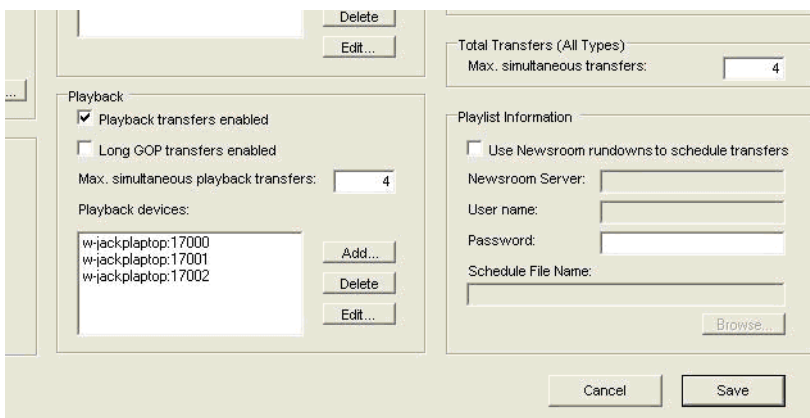 Delete
Edit...
...
Playback
Playback transfers enabled
Long GOP transfers enabled
Max. simultaneous playback transfers: 4
Playback devices:
w-jackplaptop:17000
w-jackplaptop:17001
w-jackplaptop:17002
Add...
Delete
Edit...
Total Transfers (All Types)
Max. simultaneous transfers: 4
Playlist Information
Use Newsroom rundowns to schedule transfers
Newsroom Server:
User name:
Password:
Schedule File Name:
Browse...
Cancel
Save